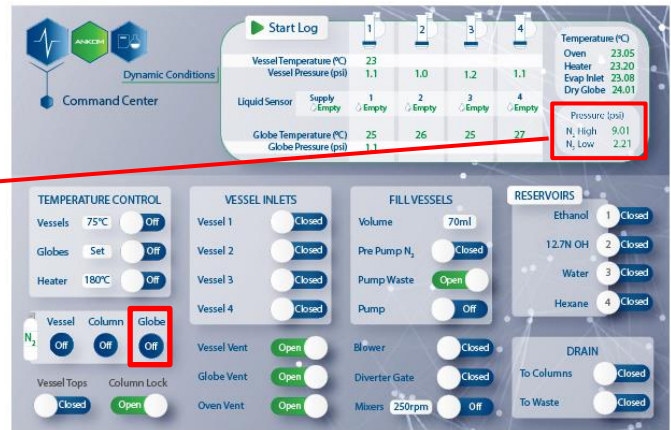 ANKOM
Dynamic Conditions
Command Center
Start Log 1 2 3 4
Vessel Temperature (°C) 23
Vessel Pressure (psi) 1.1 1.0 1.2 1.1
Liquid Sensor Supply Empty 1 Empty 2 Empty 3 Empty 4 Empty
Globe Temperature (°C) 25 26 25 27
Globe Pressure (psi) 1.1
Temperature (°C)
Oven 23.05
Heater 23.20
Evap Inlet 23.08
Dry Globe 24.01
Pressure (psi)
N2 High 9.01
N2 Low 2.21
TEMPERATURE CONTROL
Vessels 75°C Off
Globes Set Off
Heater 180°C Off
N2
Vessel Column Globe
Off Off Off
Vessel Tops Column Lock
Closed Open
VESSEL INLETS
Vessel 1 Closed
Vessel 2 Closed
Vessel 3 Closed
Vessel 4 Closed
Vessel Vent Open
Globe Vent Open
Oven Vent Open
FILL VESSELS
Volume 70ml
Pre Pump N2 Closed
Pump Waste Open
Pump Off
Blower Closed
Diverter Gate Closed
Mixers 250rpm Off
RESERVOIRS
Ethanol 1 Closed
12.7N OH 2 Closed
Water 3 Closed
Hexane 4 Closed
DRAIN
To Columns Closed
To Waste Closed